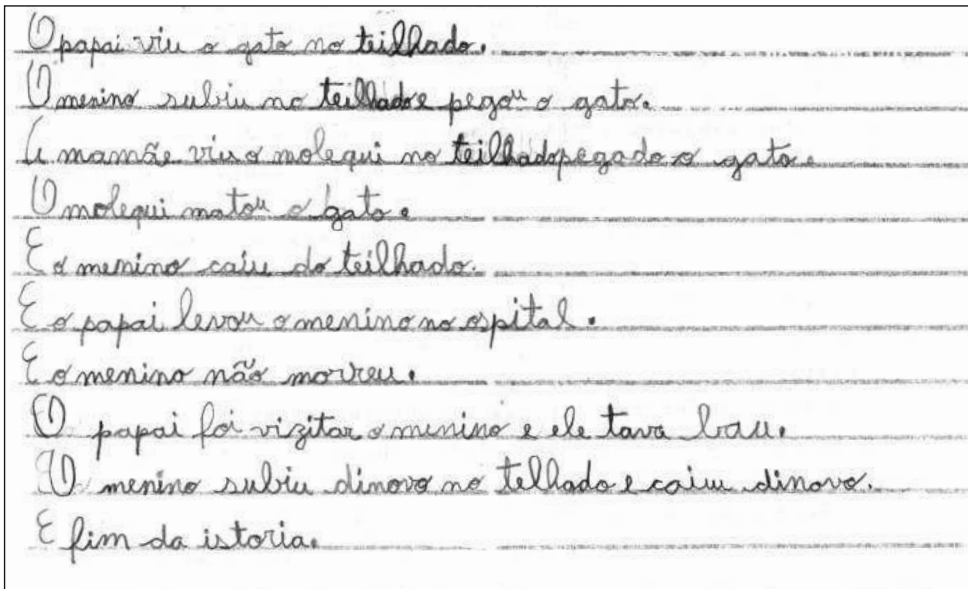 O papai viu o gato no teilhado.
O menino subiu no teilhado e pegou o gato.
A mamãe viu o molequi no teilhado pegado o gato.
O molequi matou o gato.
E o menino caiu do teilhado.
E o papai levou o menino no ospital.
E o menino não morreu.
O papai foi vizitar o minino e ele tava bau.
O menino subiu dinovo no telhado e caiu dinovo.
E fim da istoria.